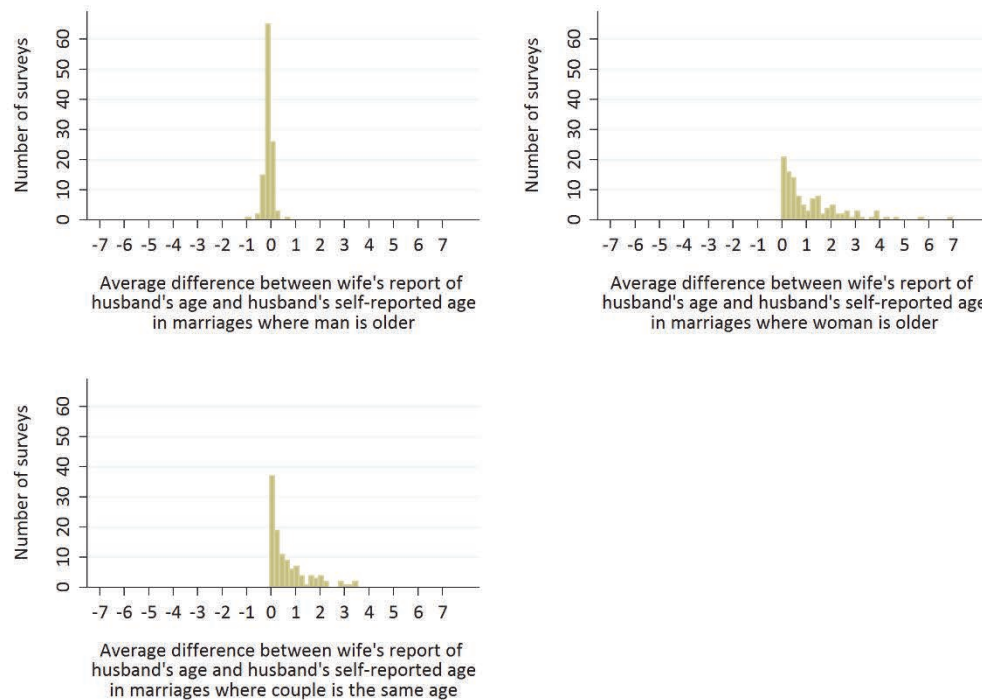 Number of surveys
60
50
40
30
20
10
0
-7 -6 -5 -4 -3 -2 -1 0 1 2 3 4 5 6 7
Average difference between wife's report of
husband's age and husband's self-reported age
in marriages where man is older
Number of surveys
60
50
40
30
20
10
0
-7 -6 -5 -4 -3 -2 -1 0 1 2 3 4 5 6 7
Average difference between wife's report of
husband's age and husband's self-reported age
in marriages where woman is older
Number of surveys
60
50
40
30
20
10
0
-7 -6 -5 -4 -3 -2 -1 0 1 2 3 4 5 6 7
Average difference between wife's report of
husband's age and husband's self-reported age
in marriages where couple is the same age